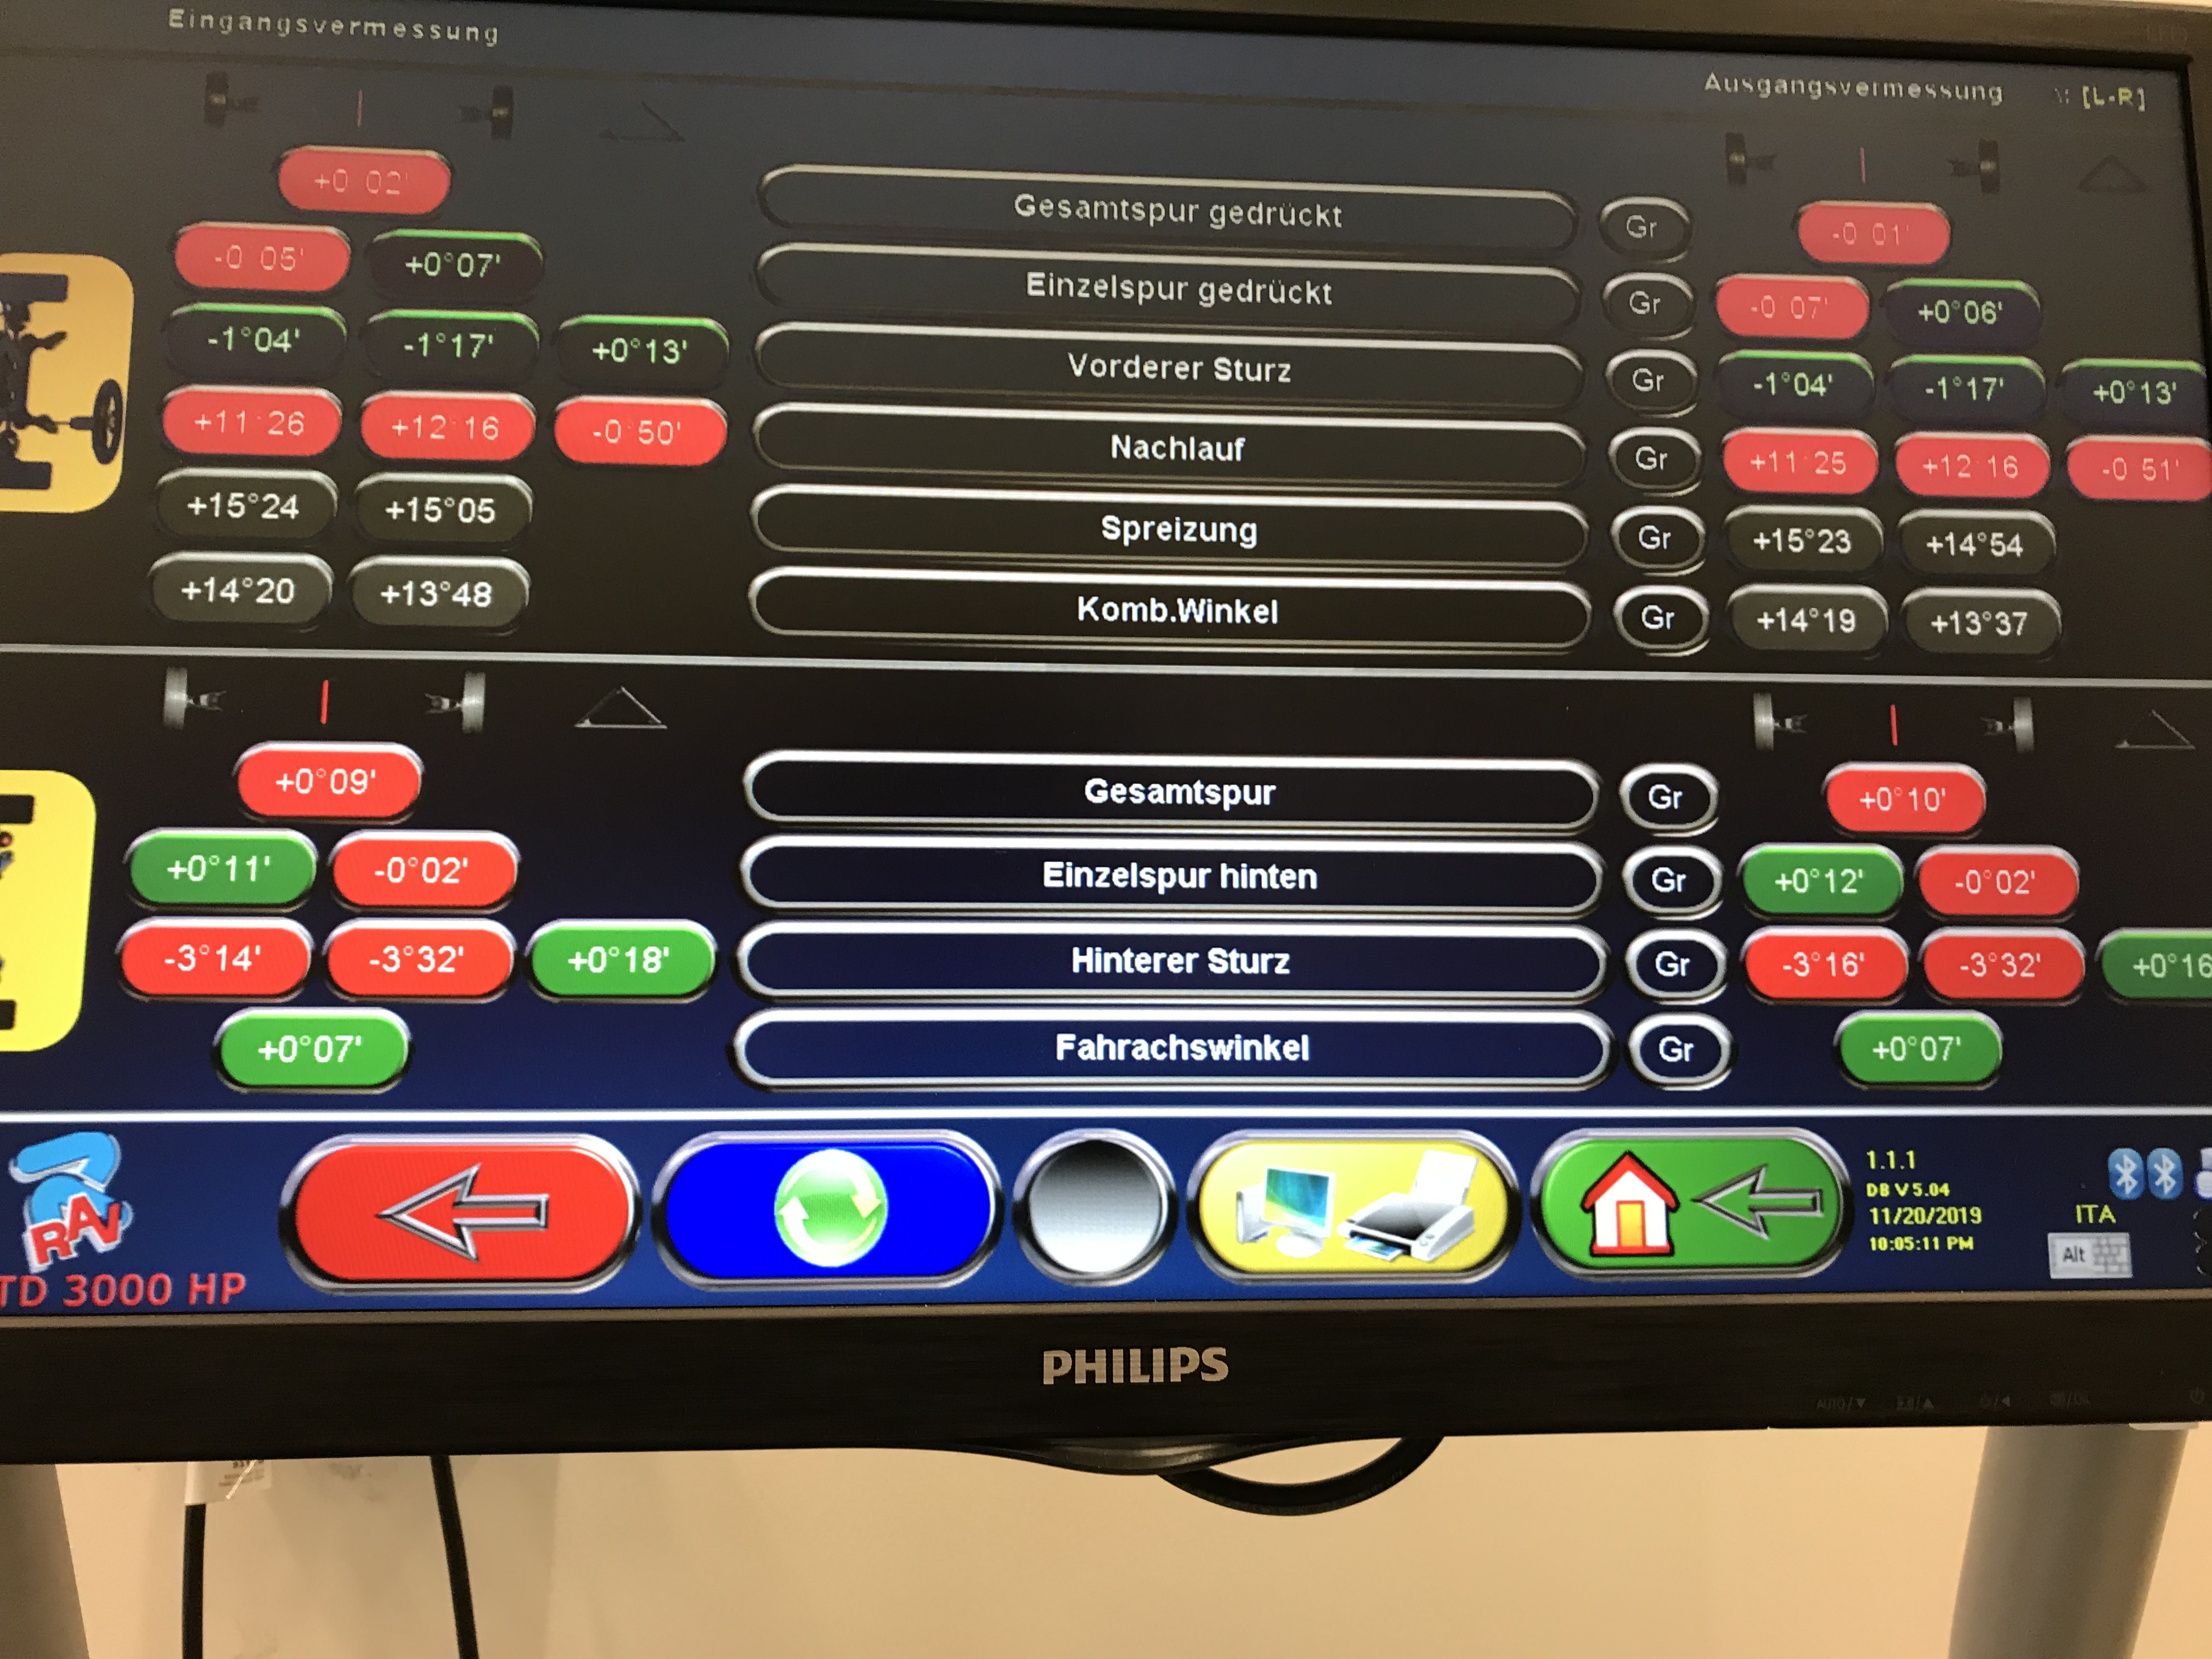 Eingangsvermessung
Ausgangsvermessung [L-R]
+0 02' Gesamtspur gedrückt Gr -0 01'
-0 05' +0°07' Einzelspur gedrückt Gr -0 07' +0°06'
-1°04' -1°17' +0°13' Vorderer Sturz Gr -1°04' -1°17' +0°13'
+11 26 +12 16 -0 50' Nachlauf Gr +11 25 +12 16 -0 51'
+15°24 +15°05 Spreizung Gr +15°23 +14°54
+14°20 +13°48 Komb.Winkel Gr +14°19 +13°37
+0°09' Gesamtspur Gr +0°10'
+0°11' -0°02' Einzelspur hinten Gr +0°12' -0°02'
-3°14' -3°32' +0°18' Hinterer Sturz Gr -3°16' -3°32' +0°16
+0°07' Fahrachswinkel Gr +0°07'
RAV
TD 3000 HP
1.1.1
DB V 5.04
11/20/2019
10:05:11 PM
ITA
Alt
PHILIPS